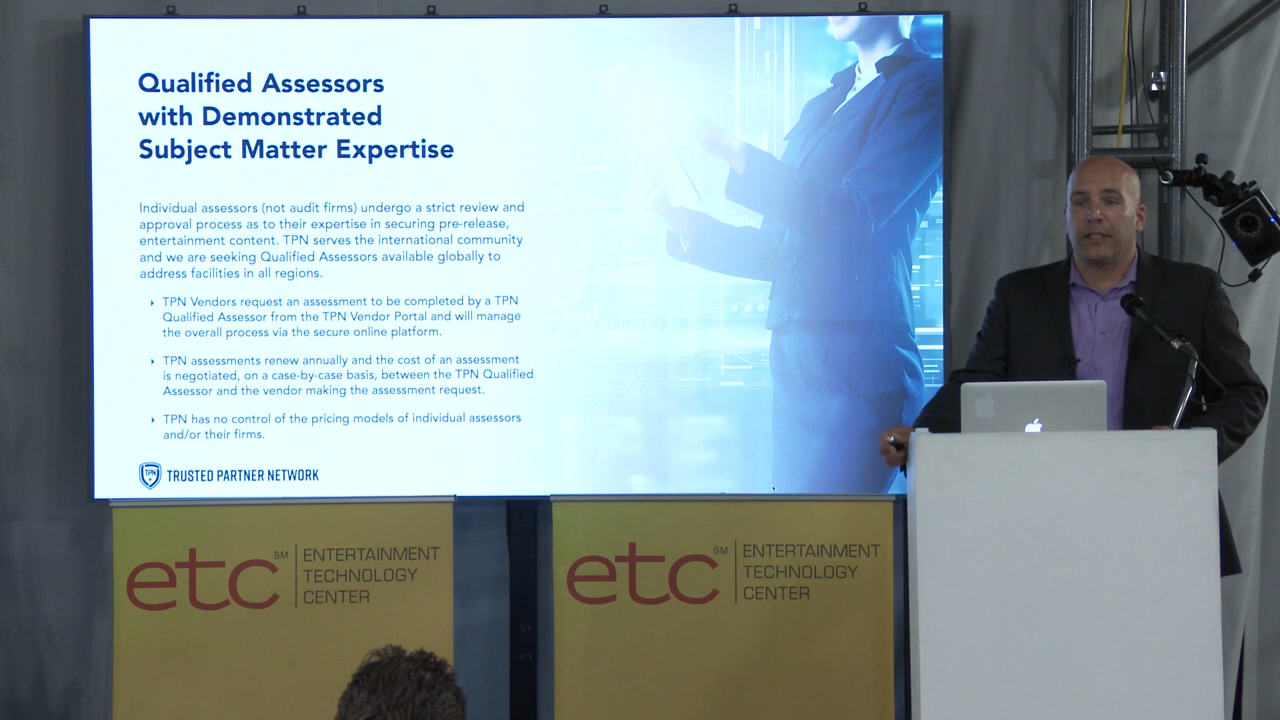 Qualified Assessors
with Demonstrated
Subject Matter Expertise
Individual assessors (not audit firms) undergo a strict review and
approval process as to their expertise in securing pre-release,
entertainment content. TPN serves the international community
and we are seeking Qualified Assessors available globally to
address facilities in all regions.
TPN Vendors request an assessment to be completed by a TPN
Qualified Assessor from the TPN Vendor Portal and will manage
the overall process via the secure online platform.
TPN assessments renew annually and the cost of an assessment
is negotiated, on a case-by-case basis, between the TPN Qualified
Assessor and the vendor making the assessment request.
TPN has no control of the pricing models of individual assessors
and/or their firms.
TPN
TRUSTED PARTNER NETWORK
etc SM
ENTERTAINMENT
TECHNOLOGY
CENTER
etc SM
ENTERTAINMENT
TECHNOLOGY
CENTER